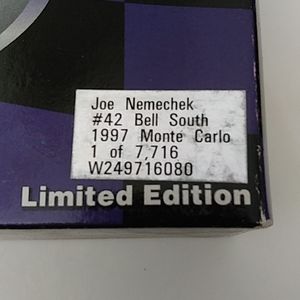 Joe Nemechek
#42 Bell South
1997 Monte Carlo
1 of 7,716
W249716080
Limited Edition